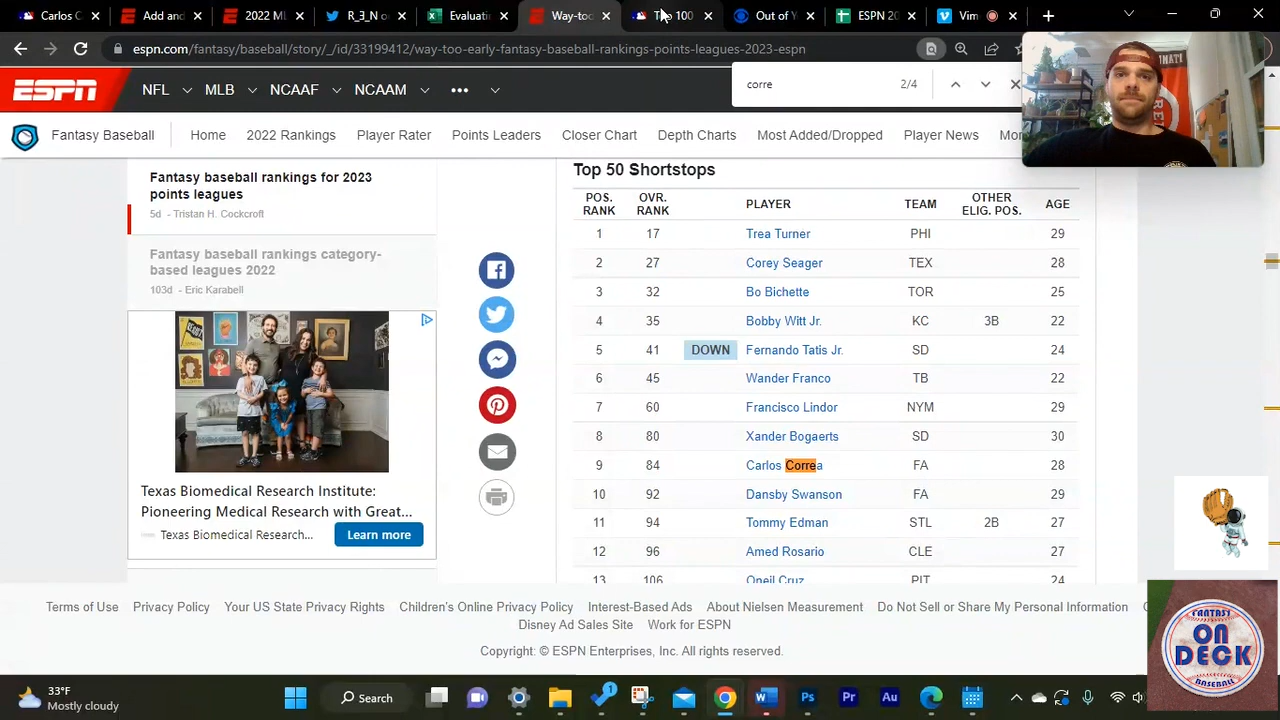 Carlos C
Add and
2022 M
R_3_N o
Evaluatin
Way-too
100
Out of Y
ESPN 20
Vim
espn.com/fantasy/baseball/story/_/id/33199412/way-too-early-fantasy-baseball-rankings-points-leagues-2023-espn
ESPN
NFL
MLB
NCAAF
NCAAM
corre
2/4
Fantasy Baseball
Home
2022 Rankings
Player Rater
Points Leaders
Closer Chart
Depth Charts
Most Added/Dropped
Player News
Mor
Fantasy baseball rankings for 2023
points leagues
5d - Tristan H. Cockcroft
Fantasy baseball rankings category-
based leagues 2022
103d - Eric Karabell
Texas Biomedical Research Institute:
Pioneering Medical Research with Great...
Texas Biomedical Research...
Learn more
Top 50 Shortstops
POS. RANK OVR. RANK PLAYER TEAM OTHER ELIG. POS. AGE
1 17 Trea Turner PHI 29
2 27 Corey Seager TEX 28
3 32 Bo Bichette TOR 25
4 35 Bobby Witt Jr. KC 3B 22
5 41 DOWN Fernando Tatis Jr. SD 24
6 45 Wander Franco TB 22
7 60 Francisco Lindor NYM 29
8 80 Xander Bogaerts SD 30
9 84 Carlos Correa FA 28
10 92 Dansby Swanson FA 29
11 94 Tommy Edman STL 2B 27
12 96 Amed Rosario CLE 27
13 106 Oneil Cruz PIT 24
Terms of Use
Privacy Policy
Your US State Privacy Rights
Children's Online Privacy Policy
Interest-Based Ads
About Nielsen Measurement
Do Not Sell or Share My Personal Information
Disney Ad Sales Site
Work for ESPN
Copyright: © ESPN Enterprises, Inc. All rights reserved.
FANTASY
ON
DECK
BASEBALL
33°F
Mostly cloudy
Search